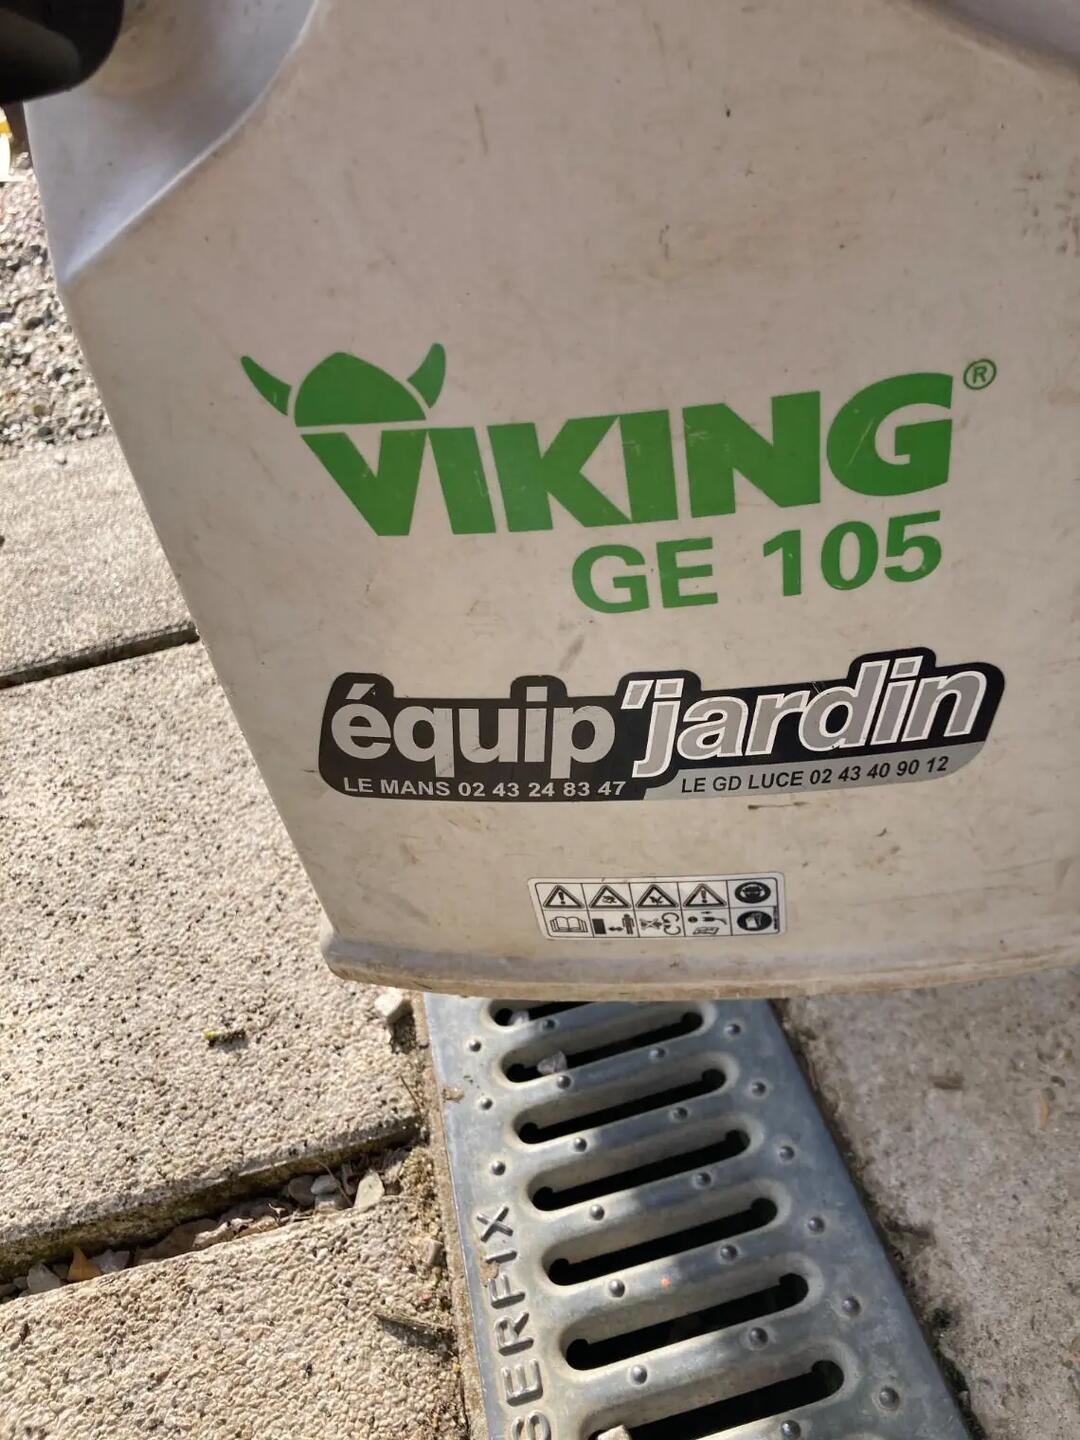 VIKING®
GE 105
équip'jardin
LE MANS 02 43 24 83 47 LE GD LUCE 02 43 40 90 12
SERFIX